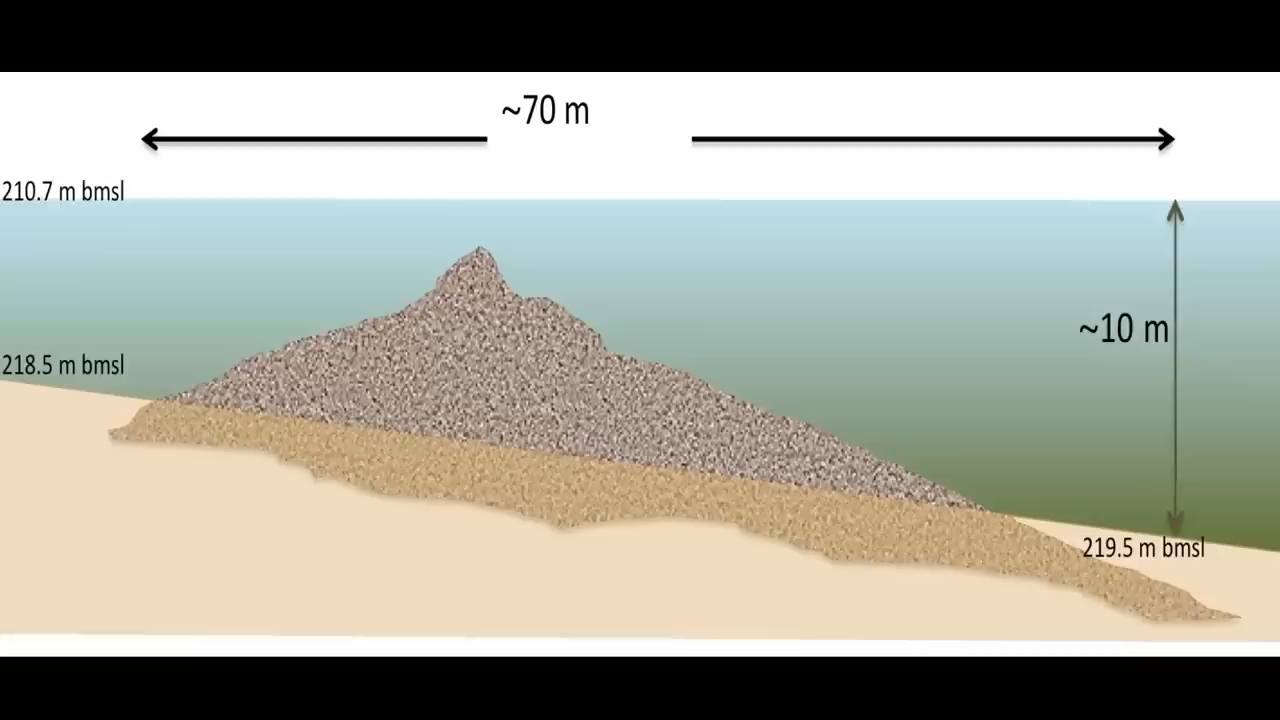 ~70 m
210.7 m bmsl
~10 m
218.5 m bmsl
219.5 m bmsl